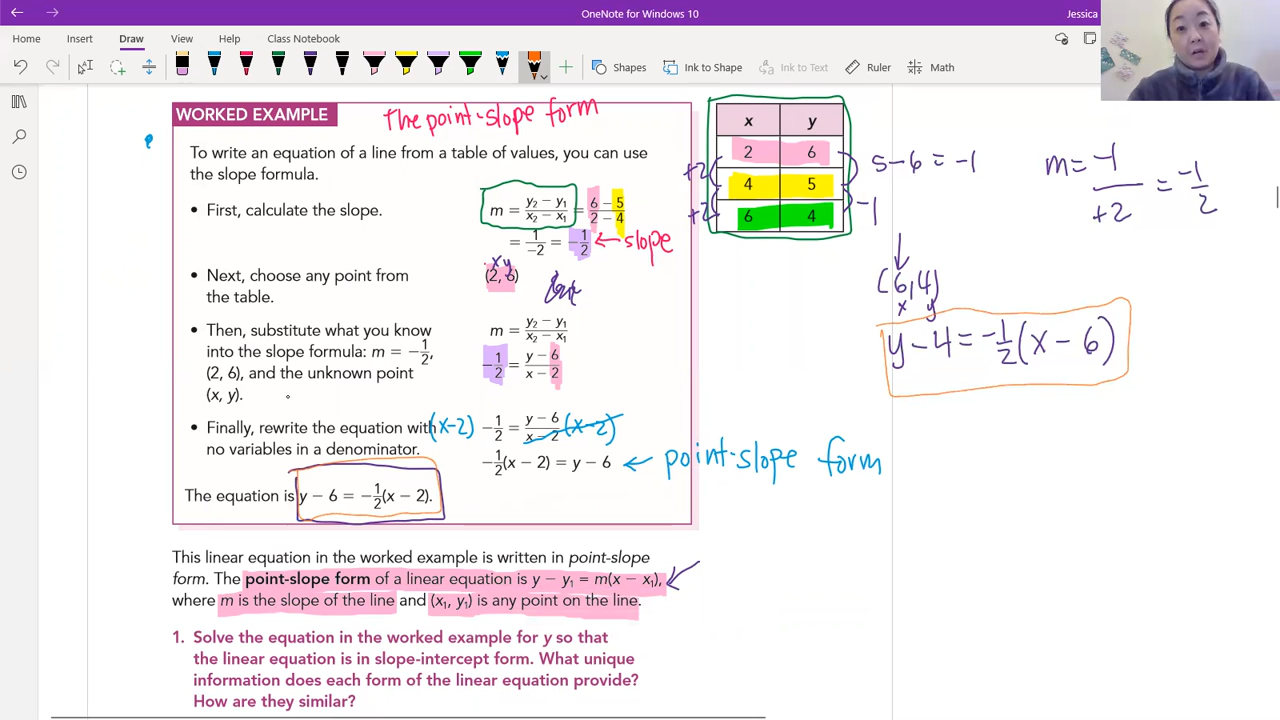 OneNote for Windows 10
Jessica
Home Insert Draw View Help Class Notebook
Shapes Ink to Shape Ink to Text Ruler Math
WORKED EXAMPLE
The point-slope form
To write an equation of a line from a table of values, you can use
the slope formula.
• First, calculate the slope.
m = (y₂ − y₁)/(x₂ − x₁) = (6 − 5)/(2 − 4)
= 1/−2 = −1/2 ← slope
• Next, choose any point from
the table.
x y
(2, 6)
• Then, substitute what you know
into the slope formula: m = −1/2,
(2, 6), and the unknown point
(x, y).
m = (y₂ − y₁)/(x₂ − x₁)
−1/2 = (y − 6)/(x − 2)
• Finally, rewrite the equation with
no variables in a denominator.
(x-2) −1/2 = (y − 6)/(x − 2) (x-2)
−1/2(x − 2) = y − 6 ← point-slope form
The equation is y − 6 = −1/2(x − 2).
x y
2 6
4 5
6 4
+2
+2
5-6=-1
-1
m = -1/+2 = -1/2
(6,4)
x y
y-4=-1/2(x-6)
This linear equation in the worked example is written in point-slope
form. The point-slope form of a linear equation is y − y₁ = m(x − x₁),
where m is the slope of the line and (x₁, y₁) is any point on the line.
1. Solve the equation in the worked example for y so that
the linear equation is in slope-intercept form. What unique
information does each form of the linear equation provide?
How are they similar?